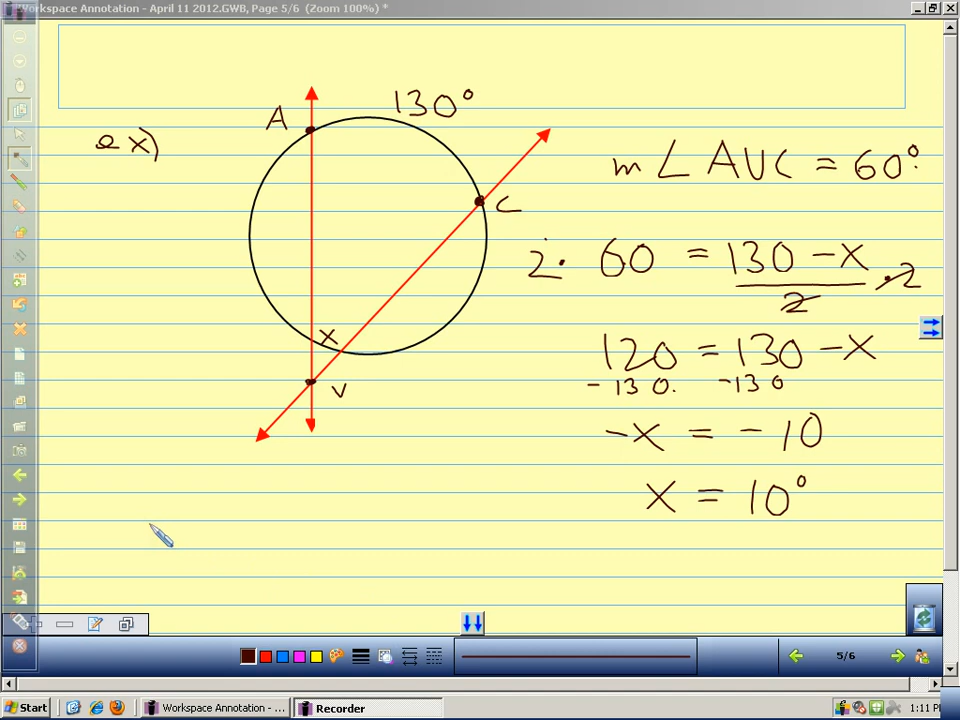 Workspace Annotation - April 11 2012.GWB, Page 5/6 (Zoom 100%) *
ex)
A
130°
C
X
V
m∠AVC = 60°.
2· 60 = 130 - x
2 ·2
120 = 130 - x
-130. -130
-x = -10
x = 10°
5/6
Start
Workspace Annotation - ...
Recorder
1:11 P